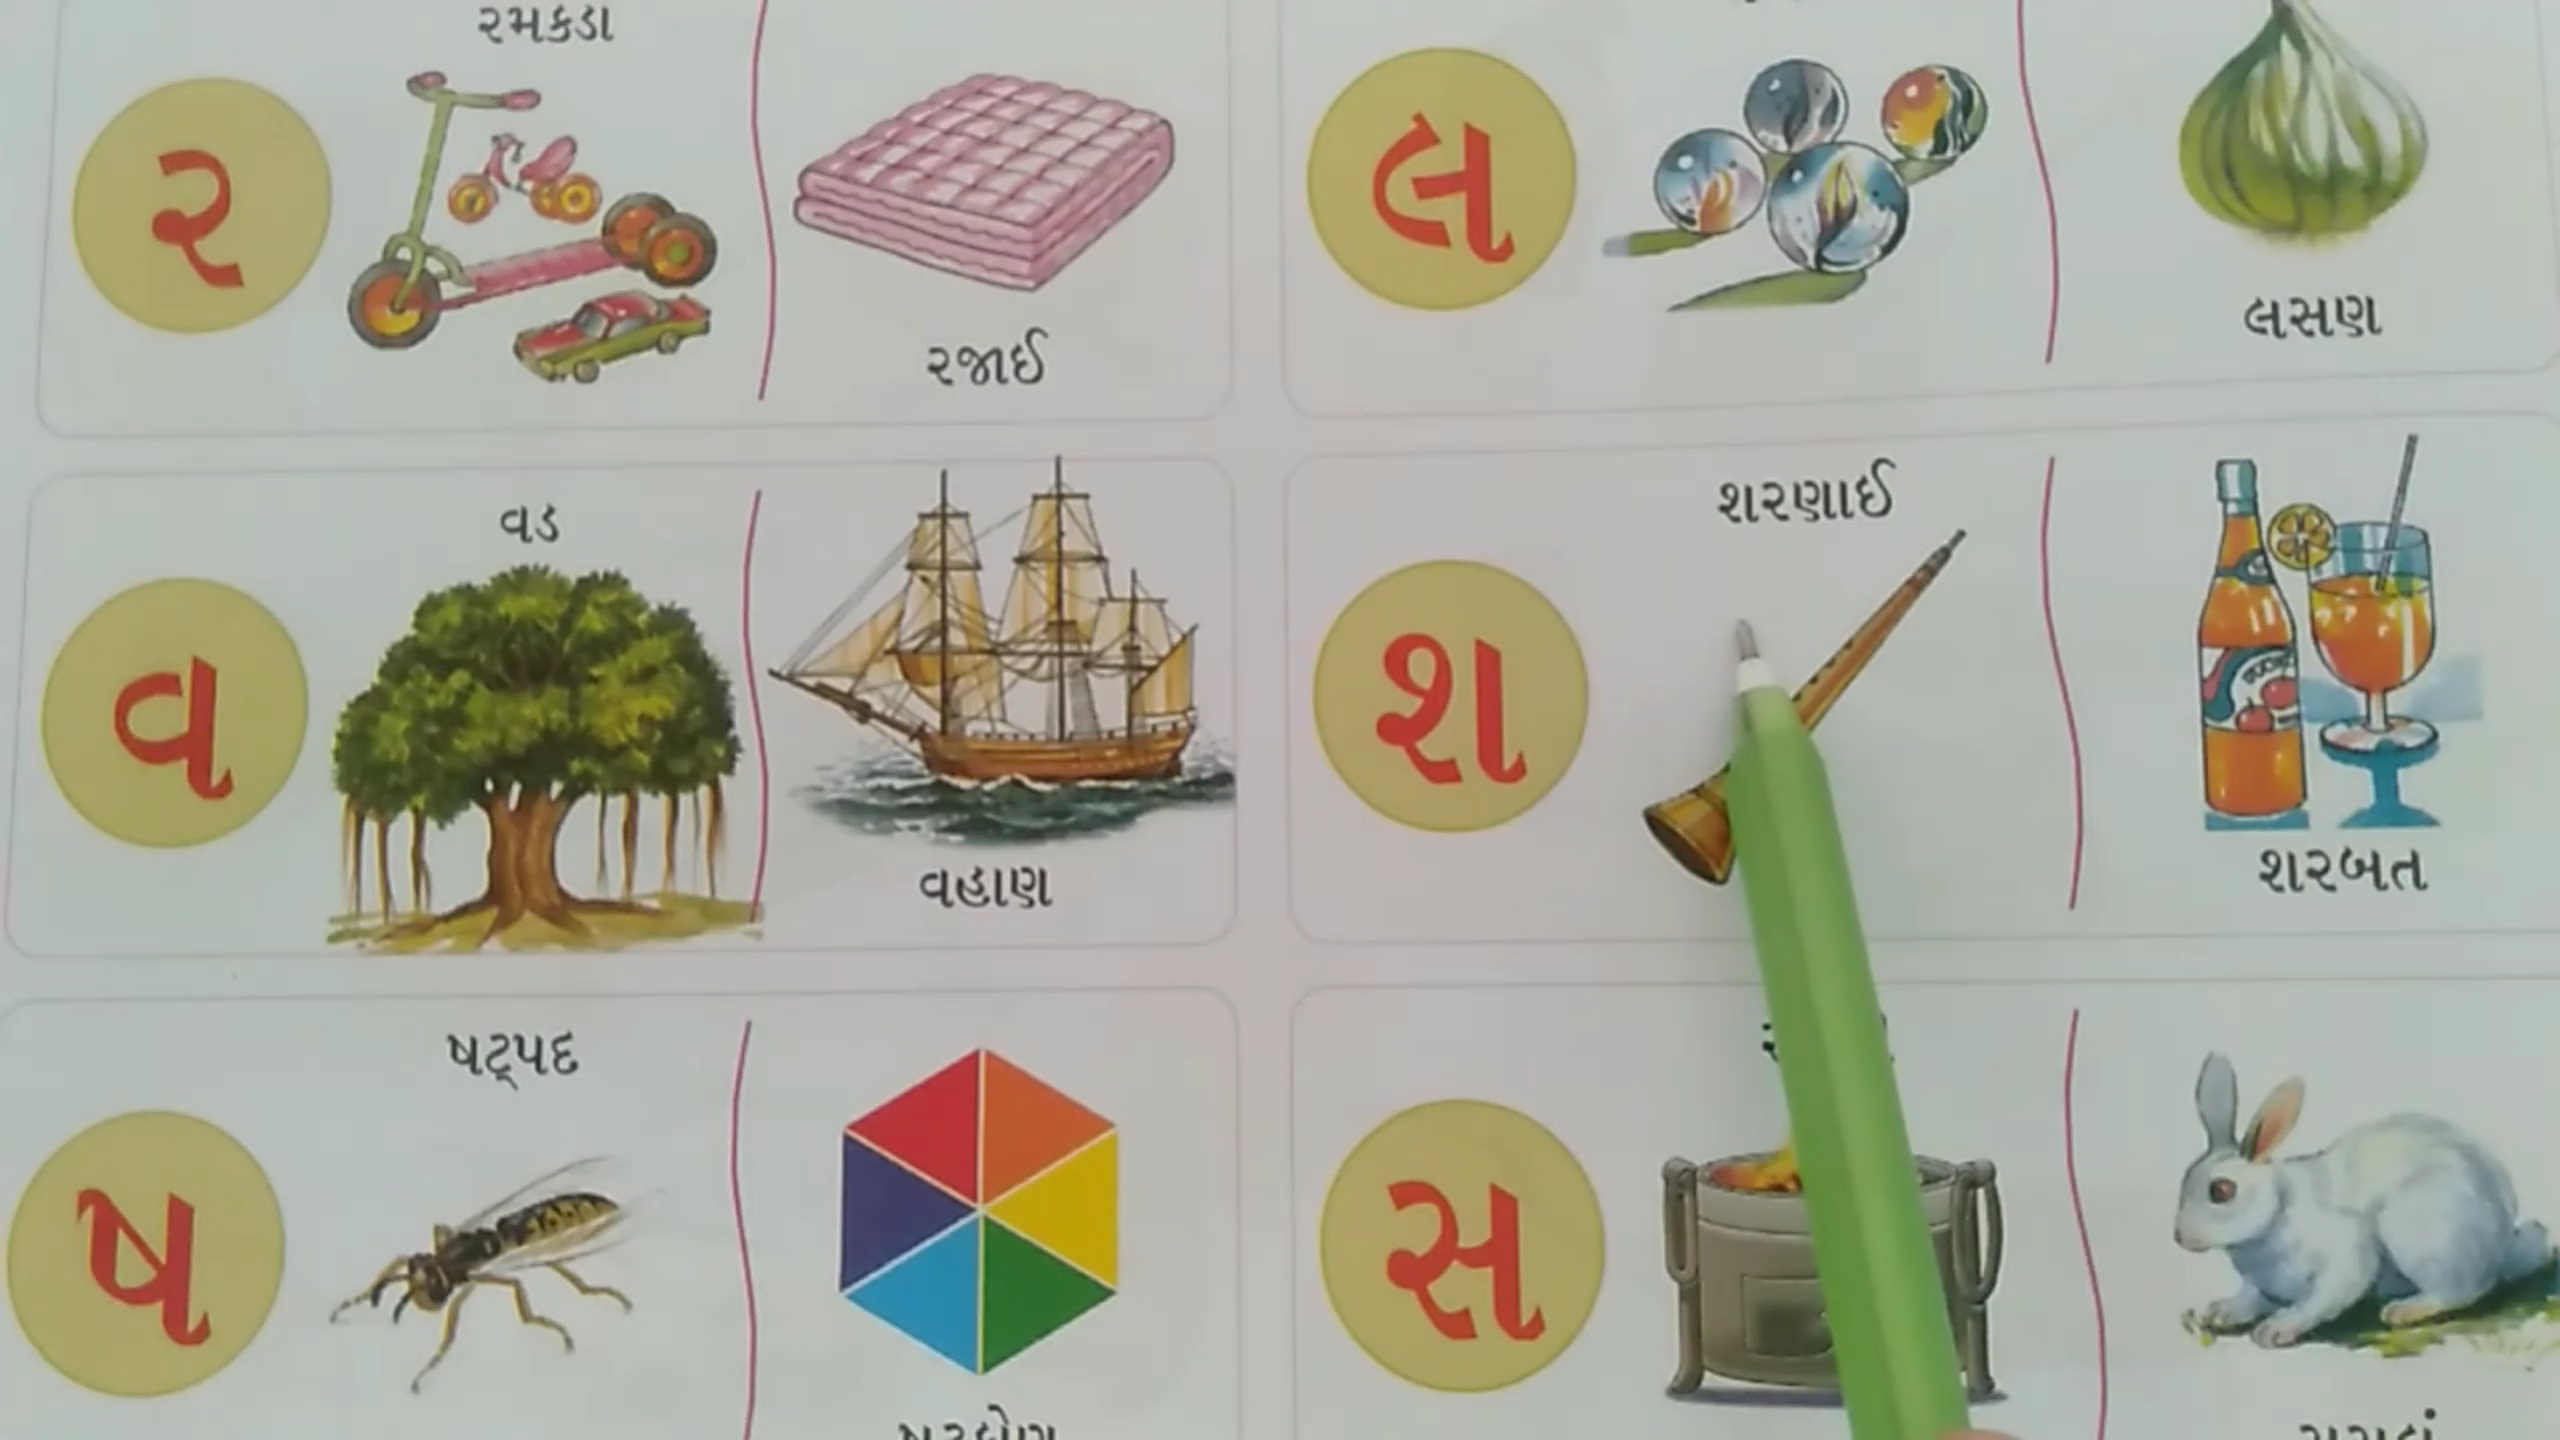 રમકડા
ર
રજાઈ
લ
લસણ
વડ
વ
વહાણ
શરણાઈ
શ
શરબત
ષટ્પદ
ષ
સ